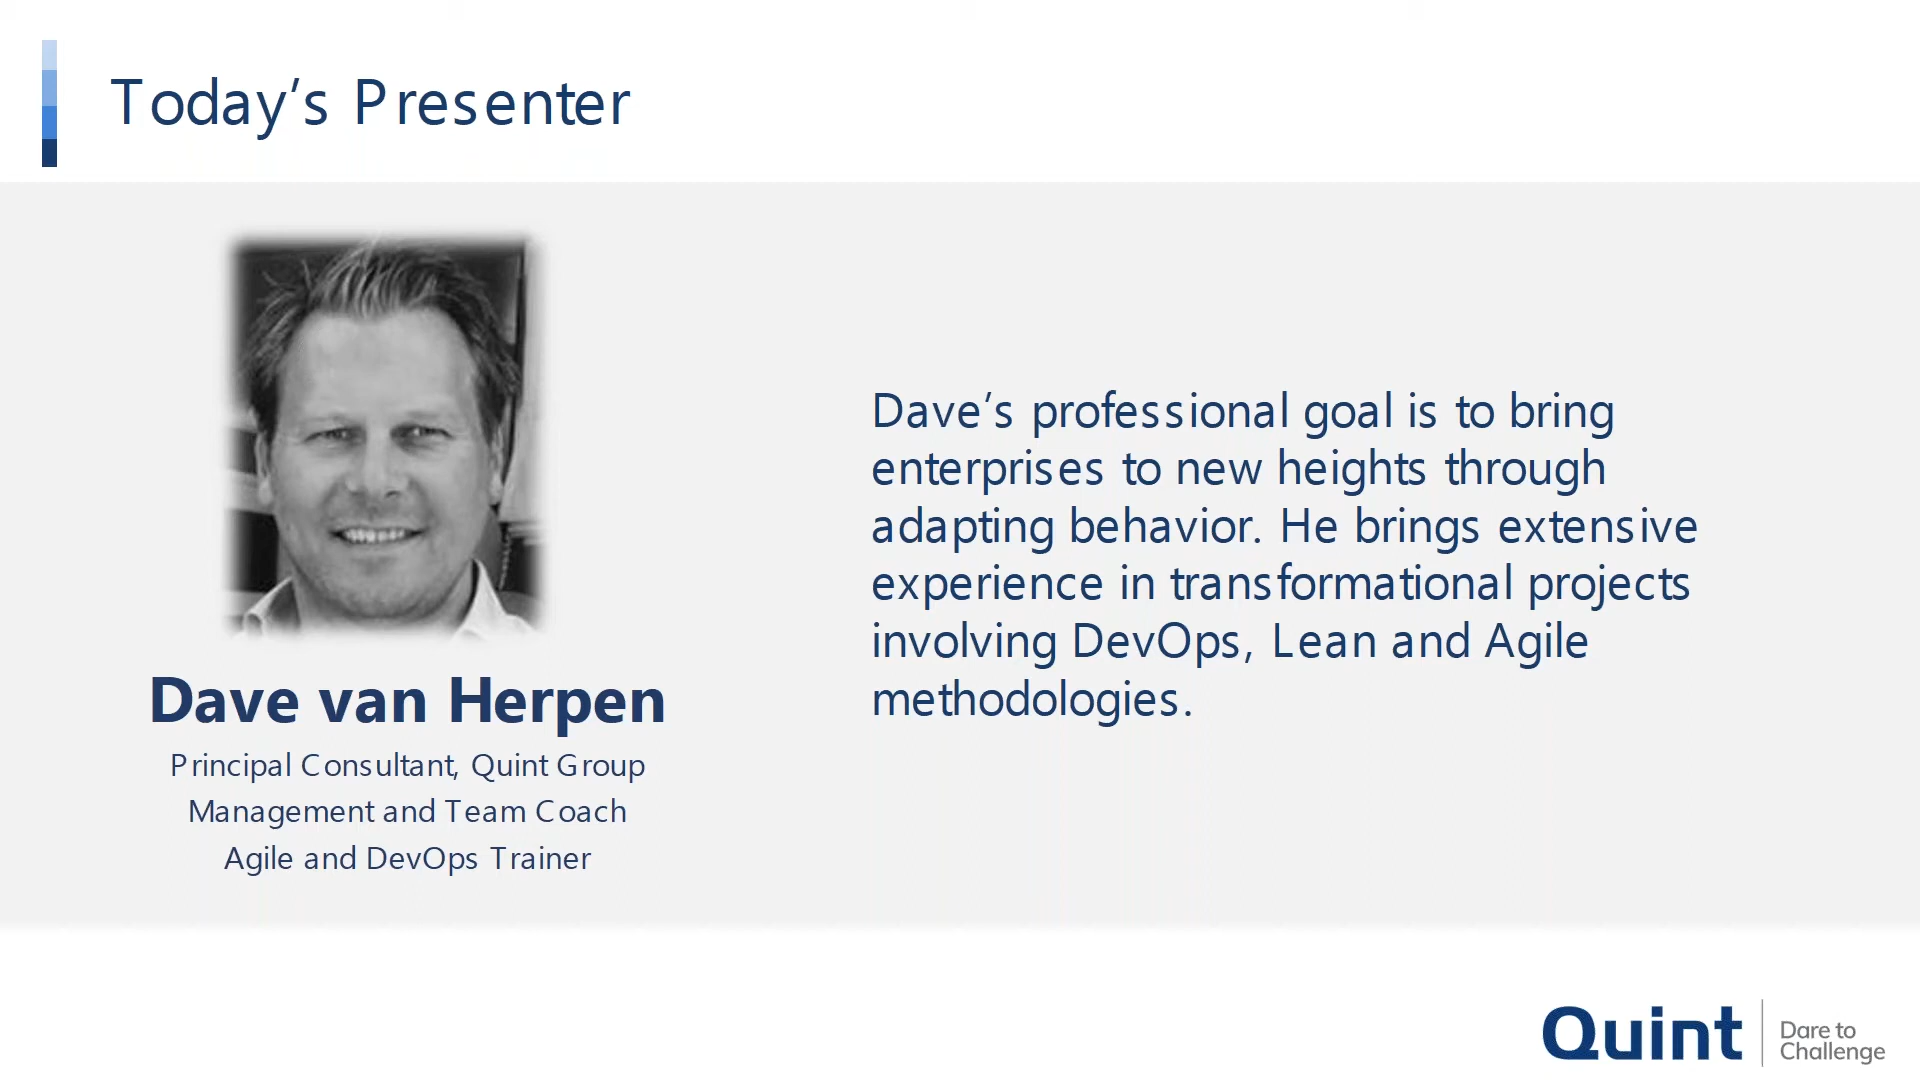 Today’s Presenter
Dave van Herpen
Principal Consultant, Quint Group
Management and Team Coach
Agile and DevOps Trainer
Dave’s professional goal is to bring
enterprises to new heights through
adapting behavior. He brings extensive
experience in transformational projects
involving DevOps, Lean and Agile
methodologies.
Quint
Dare to
Challenge